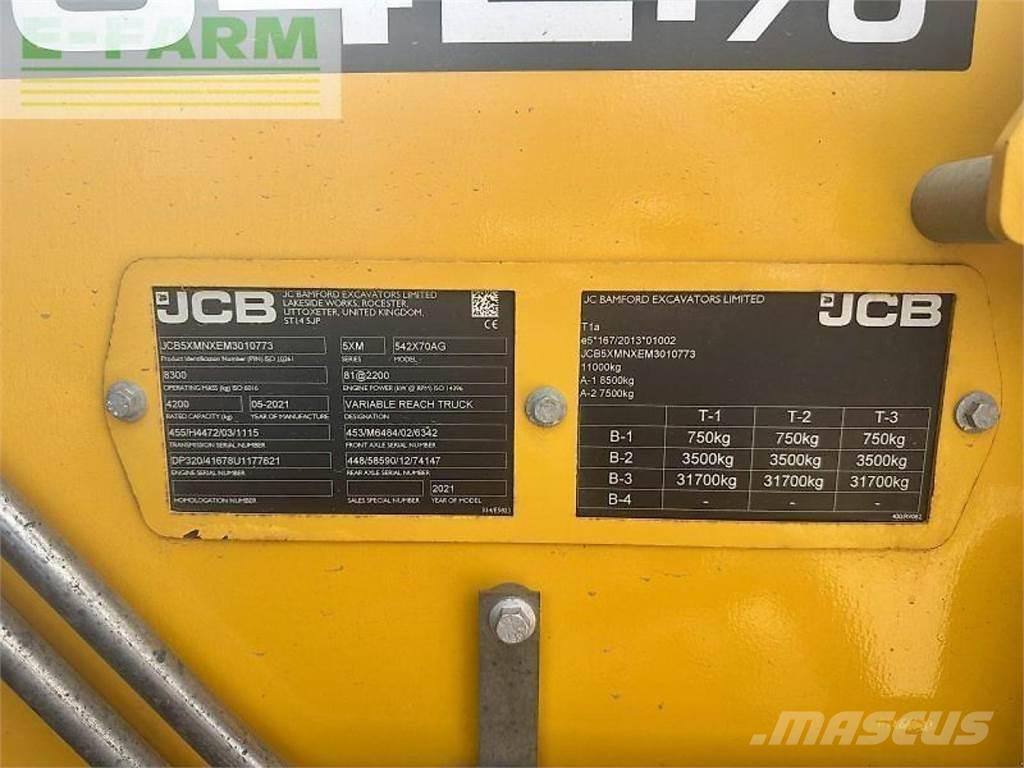 E-FARM
542-70
JCB
JC BAMFORD EXCAVATORS LIMITED
LAKESIDE WORKS, ROCESTER,
UTTOXETER, UNITED KINGDOM,
ST14 5JP
CE
JCB5XMNXEM3010773 5XM 542X70AG
Product Identification Number (PIN) ISO 10261 SERIES MODEL
8300 81@2200
OPERATING MASS (kg) ISO 6016 ENGINE POWER (kW @ RPM) ISO 14396
4200 05-2021 VARIABLE REACH TRUCK
RATED CAPACITY (kg) YEAR OF MANUFACTURE DESIGNATION
455/H4472/03/1115 453/M6484/02/6342
TRANSMISSION SERIAL NUMBER FRONT AXLE SERIAL NUMBER
DP320/41678U1177621 448/58590/12/74147
ENGINE SERIAL NUMBER REAR AXLE SERIAL NUMBER
2021
HOMOLOGATION NUMBER SALES SPECIAL NUMBER YEAR OF MODEL
JC BAMFORD EXCAVATORS LIMITED
JCB
T1a
e5*167/2013*01002
JCB5XMNXEM3010773
11000kg
A-1 6500kg
A-2 7500kg
T-1 T-2 T-3
B-1 750kg 750kg 750kg
B-2 3500kg 3500kg 3500kg
B-3 31700kg 31700kg 31700kg
B-4 - - -
MASCUS